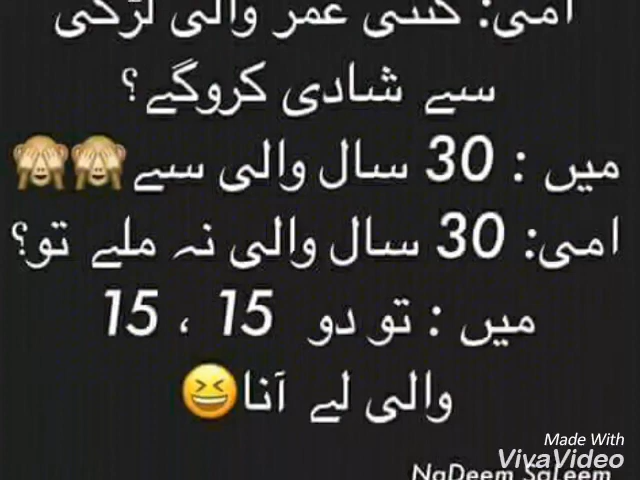 امی: کتنی عمر والی لڑکی
سے شادی کروگے؟
میں : 30 سال والی سے🙈🙈
امی: 30 سال والی نہ ملے تو؟
میں : تو دو 15 ، 15
والی لے آنا😆
Made With
VivaVideo
NaDeem SaLeem